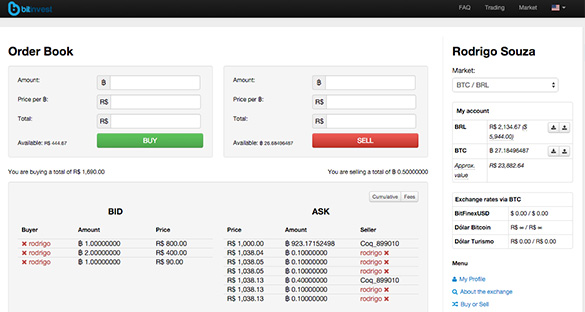 bitinvest
FAQ Trading Market
Order Book
Amount: ฿
Price per ฿: R$
Total: R$
Available: R$ 444.67 BUY
Amount: ฿
Price per ฿: R$
Total: R$
Available: ฿ 26.68496487 SELL
You are buying a total of R$ 1,690.00
You are selling a total of ฿ 0.50000000
Cumulative Fees
BID
Buyer Amount Price
rodrigo ฿ 1.00000000 R$ 800.00
rodrigo ฿ 2.00000000 R$ 400.00
rodrigo ฿ 1.00000000 R$ 90.00
ASK
Price Amount Seller
R$ 1,000.00 ฿ 923.17152498 Coq_899010
R$ 1,038.04 ฿ 0.10000000 rodrigo
R$ 1,038.05 ฿ 0.10000000 rodrigo
R$ 1,038.05 ฿ 0.10000000 rodrigo
R$ 1,038.13 ฿ 0.40000000 Coq_899010
R$ 1,038.13 ฿ 0.10000000 rodrigo
R$ 1,038.13 ฿ 0.10000000 rodrigo
Rodrigo Souza
Market:
BTC / BRL
My account
BRL R$ 2,134.67 ($
5,944.00)
BTC ฿ 27.18496487
Approx. R$ 23,882.64
value
Exchange rates via BTC
BitFinexUSD $ 0.00 / $ 0.00
Dólar Bitcoin R$ ∞ / R$ ∞
Dólar Turismo R$ 0.00 / R$ 0.00
Menu
My Profile
About the exchange
Buy or Sell